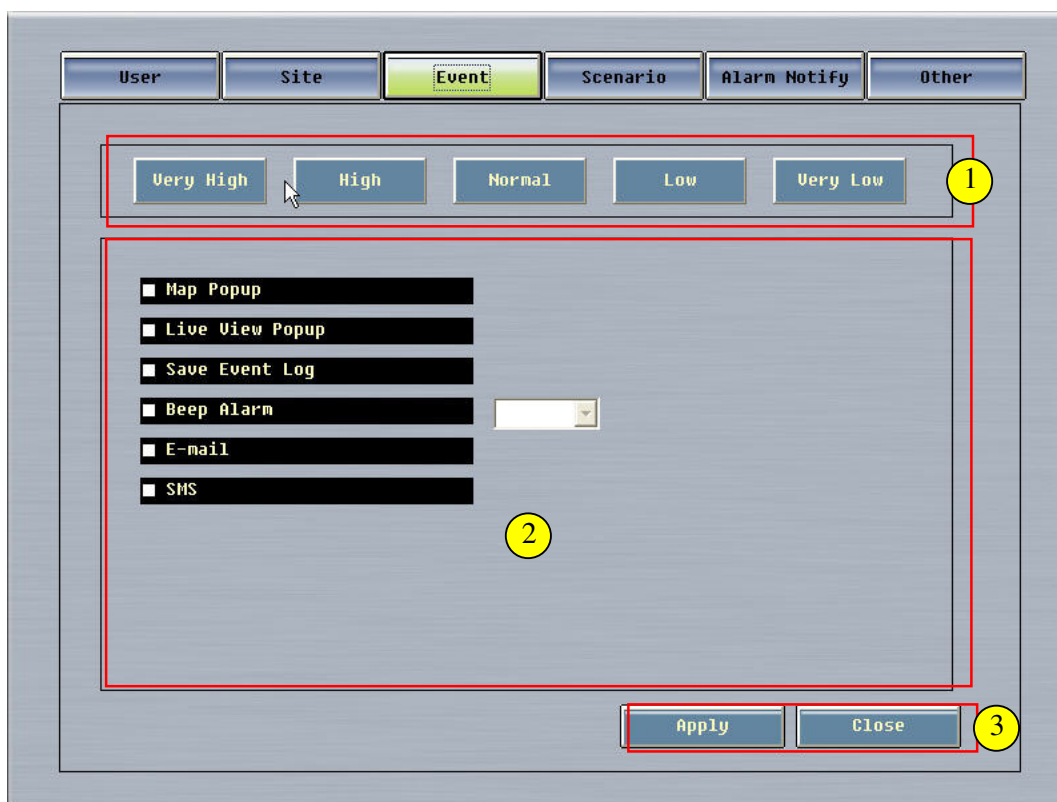 User Site Event Scenario Alarm Notify Other
Very High High Normal Low Very Low 1
Map Popup
Live View Popup
Save Event Log
Beep Alarm
E-mail
SMS
2
Apply Close 3